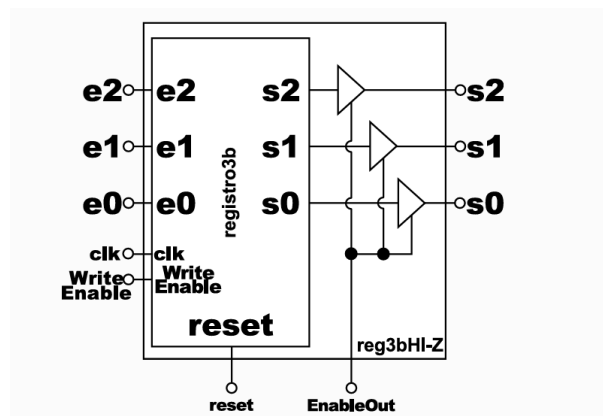 e2 e2 s2 s2
e1 e1 s1 s1
registro3b
e0 e0 s0 s0
clk clk
Write Write
Enable Enable
reset
reg3bHI-Z
reset EnableOut